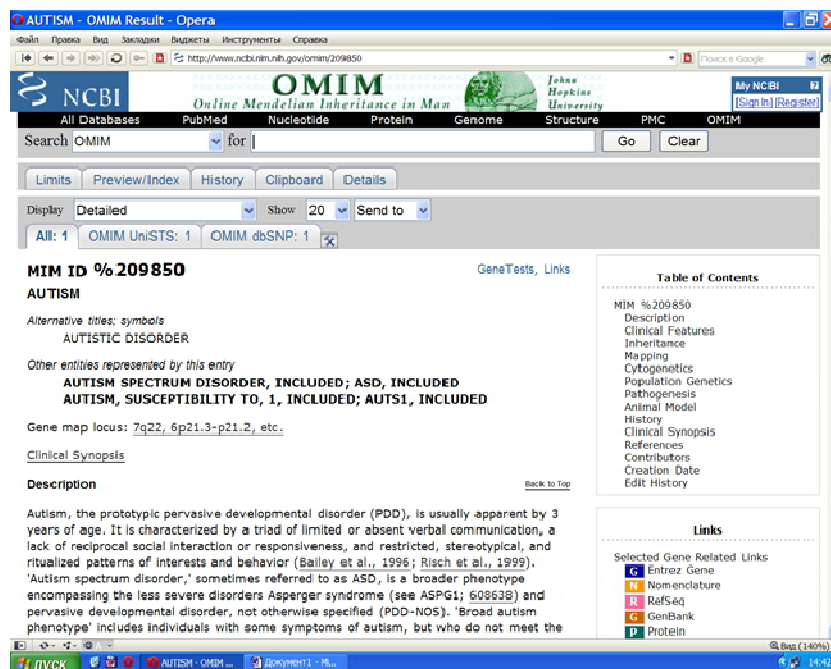 AUTISM - OMIM Result - Opera
Файл Правка Вид Закладки Виджеты Инструменты Справка
http://www.ncbi.nlm.nih.gov/omim/209850
Поиск в Google
NCBI
OMIM
Online Mendelian Inheritance in Man
Johns
Hopkins
University
My NCBI
[Sign In] [Register]
All Databases PubMed Nucleotide Protein Genome Structure PMC OMIM
Search OMIM for
Go Clear
Limits Preview/Index History Clipboard Details
Display Detailed Show 20 Send to
All: 1 OMIM UniSTS: 1 OMIM dbSNP: 1
MIM ID %209850
GeneTests, Links
AUTISM
Alternative titles; symbols
AUTISTIC DISORDER
Other entities represented by this entry
AUTISM SPECTRUM DISORDER, INCLUDED; ASD, INCLUDED
AUTISM, SUSCEPTIBILITY TO, 1, INCLUDED; AUTS1, INCLUDED
Gene map locus: 7q22, 6p21.3-p21.2, etc.
Clinical Synopsis
Description
Back to Top
Autism, the prototypic pervasive developmental disorder (PDD), is usually apparent by 3
years of age. It is characterized by a triad of limited or absent verbal communication, a
lack of reciprocal social interaction or responsiveness, and restricted, stereotypical, and
ritualized patterns of interests and behavior (Bailey et al., 1996; Risch et al., 1999).
'Autism spectrum disorder,' sometimes referred to as ASD, is a broader phenotype
encompassing the less severe disorders Asperger syndrome (see ASPG1; 608638) and
pervasive developmental disorder, not otherwise specified (PDD-NOS). 'Broad autism
phenotype' includes individuals with some symptoms of autism, but who do not meet the
Table of Contents
MIM %209850
Description
Clinical Features
Inheritance
Mapping
Cytogenetics
Population Genetics
Pathogenesis
Animal Model
History
Clinical Synopsis
References
Contributors
Creation Date
Edit History
Links
Selected Gene Related Links
G Entrez Gene
N Nomenclature
R RefSeq
G GenBank
P Protein
Вид (140%)
пуск
AUTISM - OMIM ...
Документ1 - M...